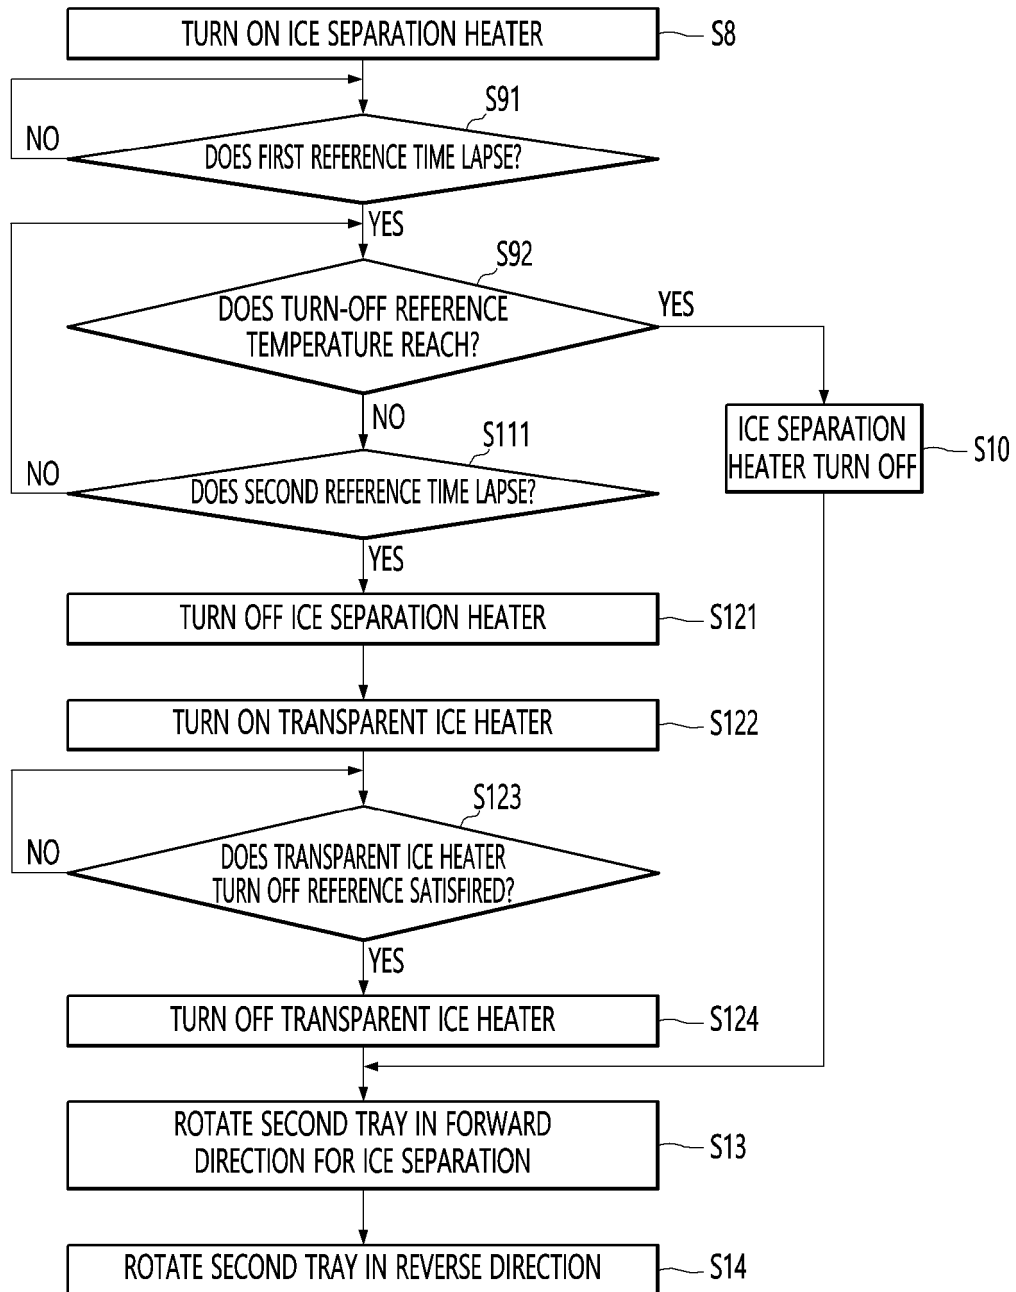 TURN ON ICE SEPARATION HEATER
S8
S91
NO
DOES FIRST REFERENCE TIME LAPSE?
YES
S92
DOES TURN-OFF REFERENCE
TEMPERATURE REACH?
YES
NO
ICE SEPARATION
HEATER TURN OFF
S10
S111
NO
DOES SECOND REFERENCE TIME LAPSE?
YES
TURN OFF ICE SEPARATION HEATER
S121
TURN ON TRANSPARENT ICE HEATER
S122
S123
NO
DOES TRANSPARENT ICE HEATER
TURN OFF REFERENCE SATISFIRED?
YES
TURN OFF TRANSPARENT ICE HEATER
S124
ROTATE SECOND TRAY IN FORWARD
DIRECTION FOR ICE SEPARATION
S13
ROTATE SECOND TRAY IN REVERSE DIRECTION
S14